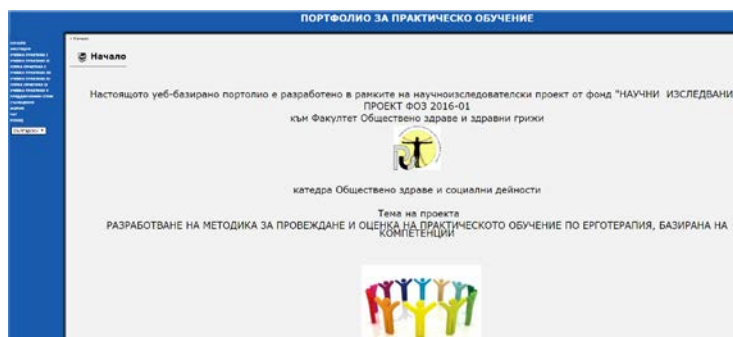 ПОРТФОЛИО ЗА ПРАКТИЧЕСКО ОБУЧЕНИЕ
Начало
Начало
Настоящото уеб-базирано портолио е разработено в рамките на научноизследователски проект от фонд "НАУЧНИ ИЗСЛЕДВАНИ
ПРОЕКТ ФОЗ 2016-01
към Факултет Обществено здраве и здравни грижи
катедра Обществено здраве и социални дейности
Тема на проекта
РАЗРАБОТВАНЕ НА МЕТОДИКА ЗА ПРОВЕЖДАНЕ И ОЦЕНКА НА ПРАКТИЧЕСКОТО ОБУЧЕНИЕ ПО ЕРГОТЕРАПИЯ, БАЗИРАНА НА
КОМПЕТЕНЦИИ